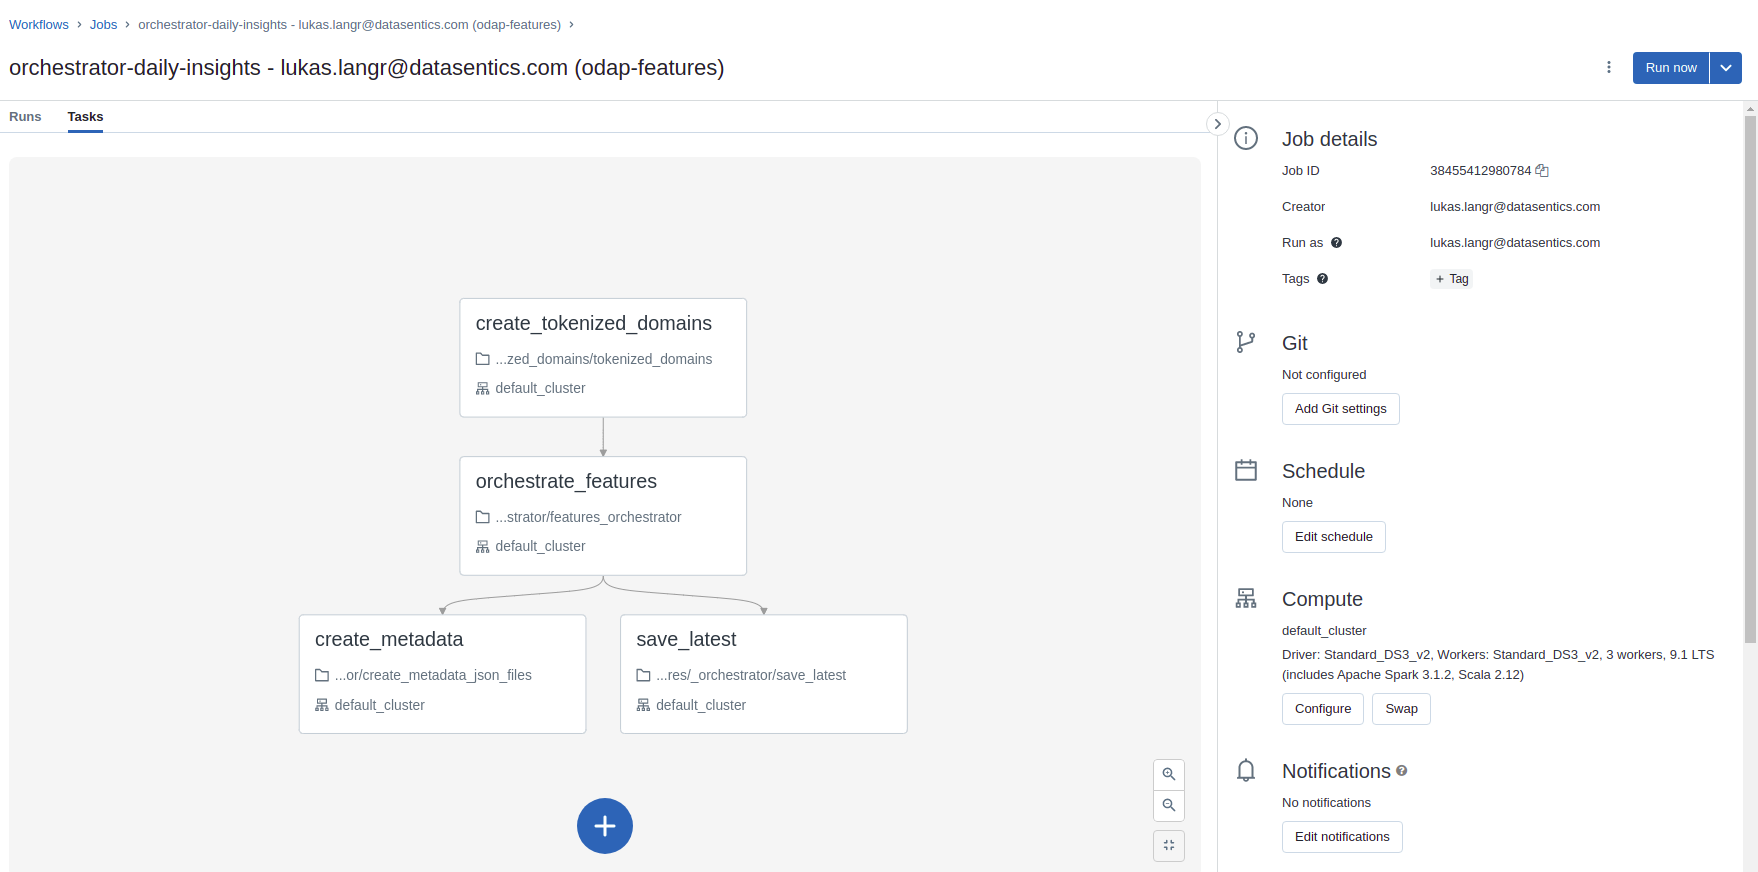 Workflows > Jobs > orchestrator-daily-insights - lukas.langr@datasentics.com (odap-features) >
orchestrator-daily-insights - lukas.langr@datasentics.com (odap-features)
Run now
Runs
Tasks
create_tokenized_domains
...zed_domains/tokenized_domains
default_cluster
orchestrate_features
...strator/features_orchestrator
default_cluster
create_metadata
...or/create_metadata_json_files
default_cluster
save_latest
...res/_orchestrator/save_latest
default_cluster
Job details
Job ID 38455412980784
Creator lukas.langr@datasentics.com
Run as lukas.langr@datasentics.com
Tags + Tag
Git
Not configured
Add Git settings
Schedule
None
Edit schedule
Compute
default_cluster
Driver: Standard_DS3_v2, Workers: Standard_DS3_v2, 3 workers, 9.1 LTS
(includes Apache Spark 3.1.2, Scala 2.12)
Configure Swap
Notifications
No notifications
Edit notifications